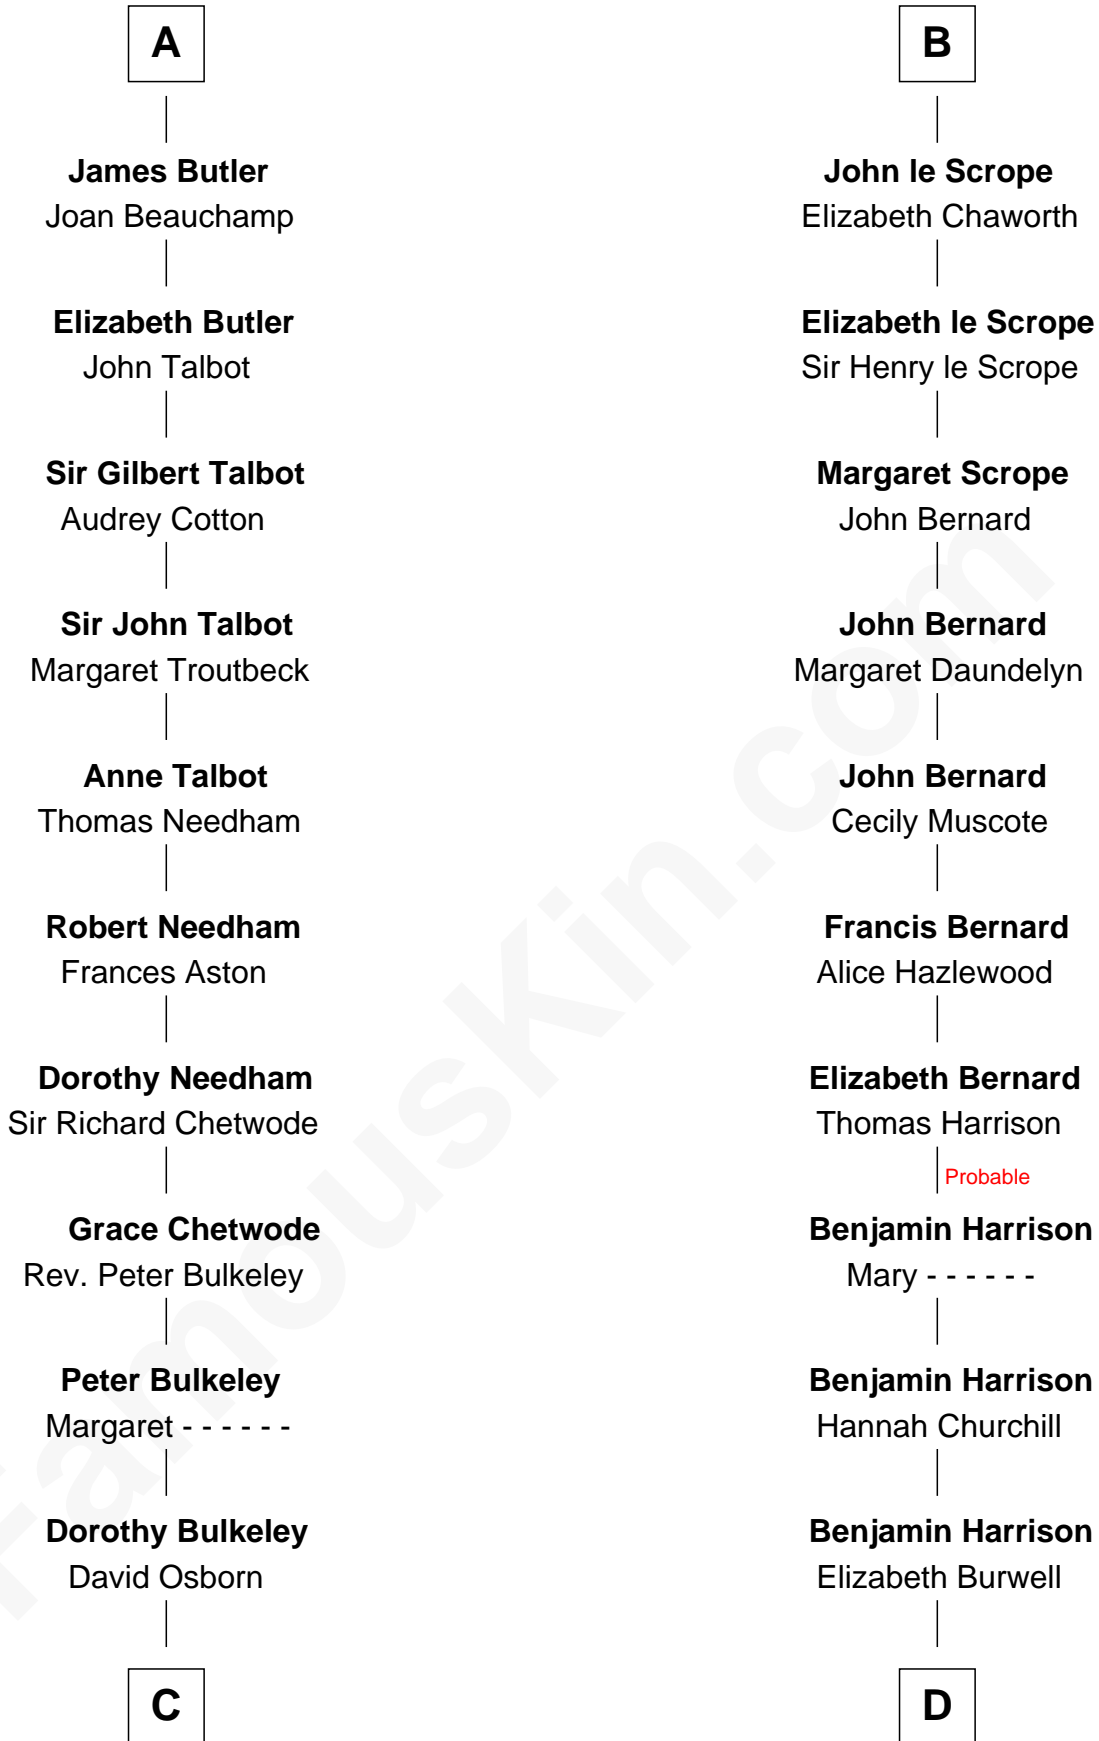 A
James Butler
Joan Beauchamp
Elizabeth Butler
John Talbot
Sir Gilbert Talbot
Audrey Cotton
Sir John Talbot
Margaret Troutbeck
Anne Talbot
Thomas Needham
Robert Needham
Frances Aston
Dorothy Needham
Sir Richard Chetwode
Grace Chetwode
Rev. Peter Bulkeley
Peter Bulkeley
Margaret - - - - - -
Dorothy Bulkeley
David Osborn
C
B
John le Scrope
Elizabeth Chaworth
Elizabeth le Scrope
Sir Henry le Scrope
Margaret Scrope
John Bernard
John Bernard
Margaret Daundelyn
John Bernard
Cecily Muscote
Francis Bernard
Alice Hazlewood
Elizabeth Bernard
Thomas Harrison
Probable
Benjamin Harrison
Mary - - - - - -
Benjamin Harrison
Hannah Churchill
Benjamin Harrison
Elizabeth Burwell
D
FamousKin.com